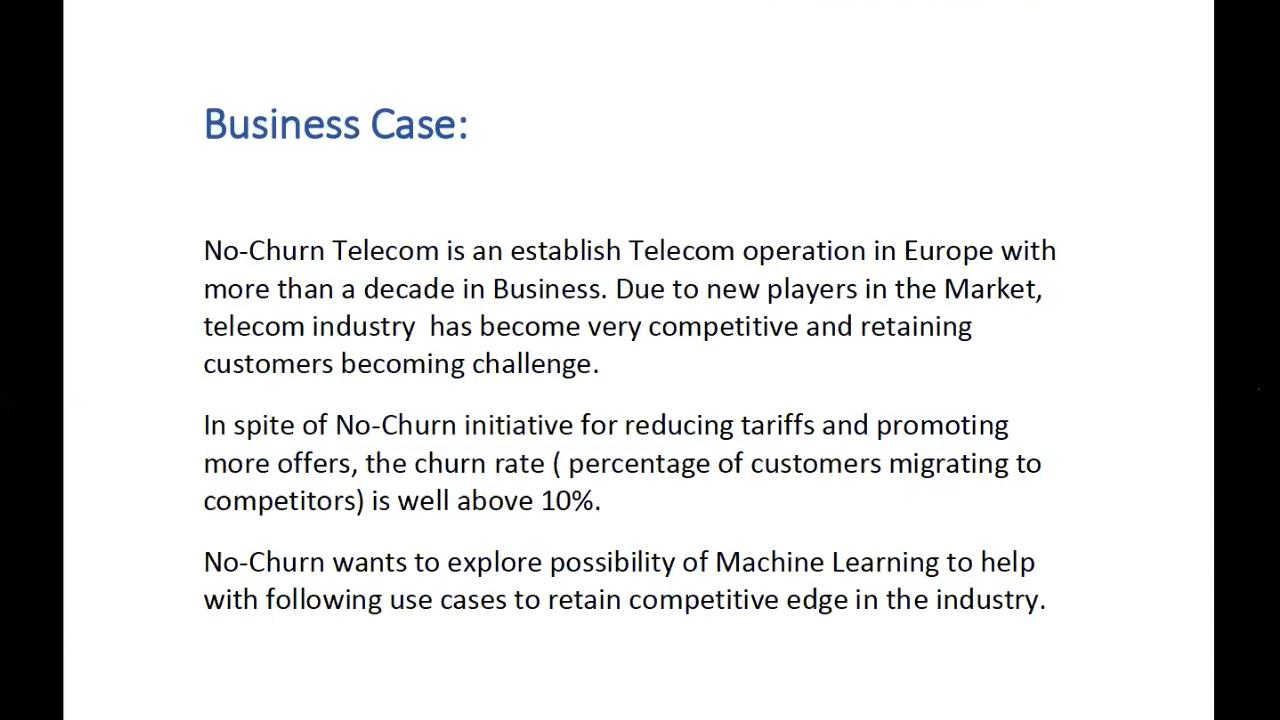 Business Case:
No-Churn Telecom is an establish Telecom operation in Europe with
more than a decade in Business. Due to new players in the Market,
telecom industry  has become very competitive and retaining
customers becoming challenge.
In spite of No-Churn initiative for reducing tariffs and promoting
more offers, the churn rate ( percentage of customers migrating to
competitors) is well above 10%.
No-Churn wants to explore possibility of Machine Learning to help
with following use cases to retain competitive edge in the industry.